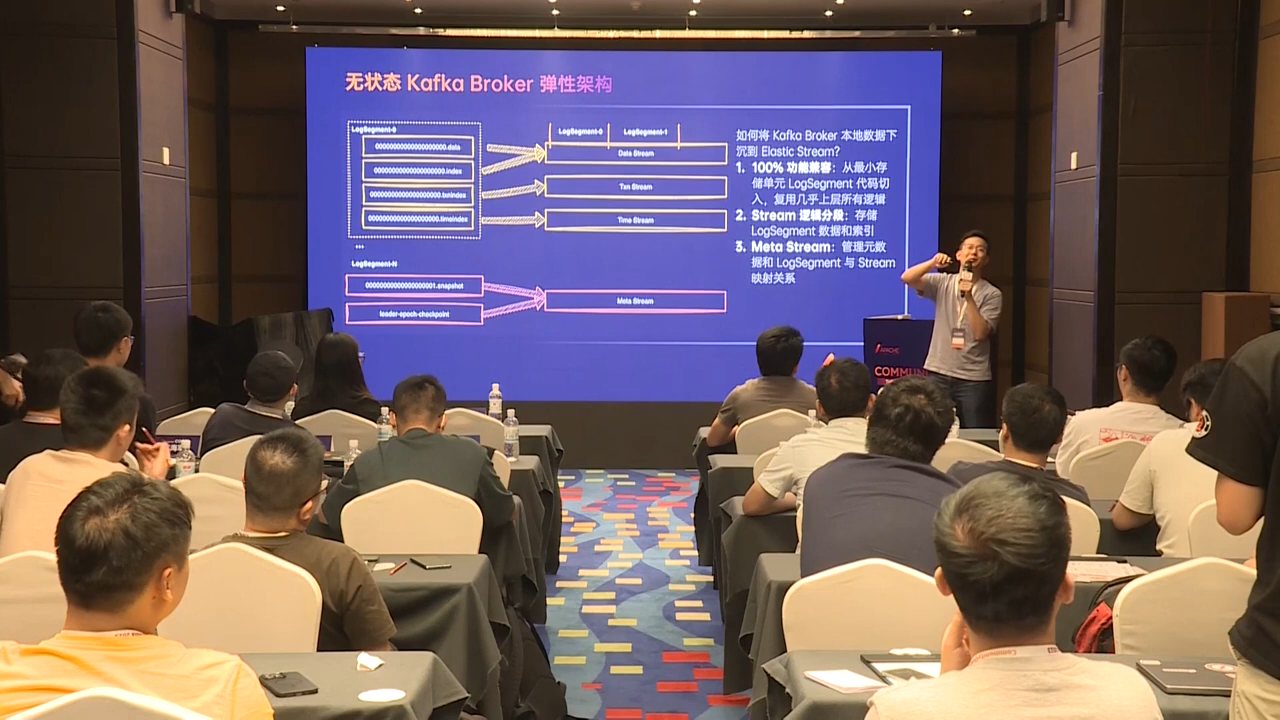 无状态 Kafka Broker 弹性架构
LogSegment-0
00000000000000000000.data
00000000000000000000.index
00000000000000000000.txnindex
00000000000000000000.timeindex
...
LogSegment-N
00000000000000000001.snapshot
leader-epoch-checkpoint
LogSegment-0
LogSegment-1
Data Stream
Txn Stream
Time Stream
Meta Stream
如何将 Kafka Broker 本地数据下
沉到 Elastic Stream?
1. 100% 功能兼容：从最小存
储单元 LogSegment 代码切
入，复用几乎上层所有逻辑
2. Stream 逻辑分段：存储
LogSegment 数据和索引
3. Meta Stream：管理元数
据和 LogSegment 与 Stream
映射关系
APACHE